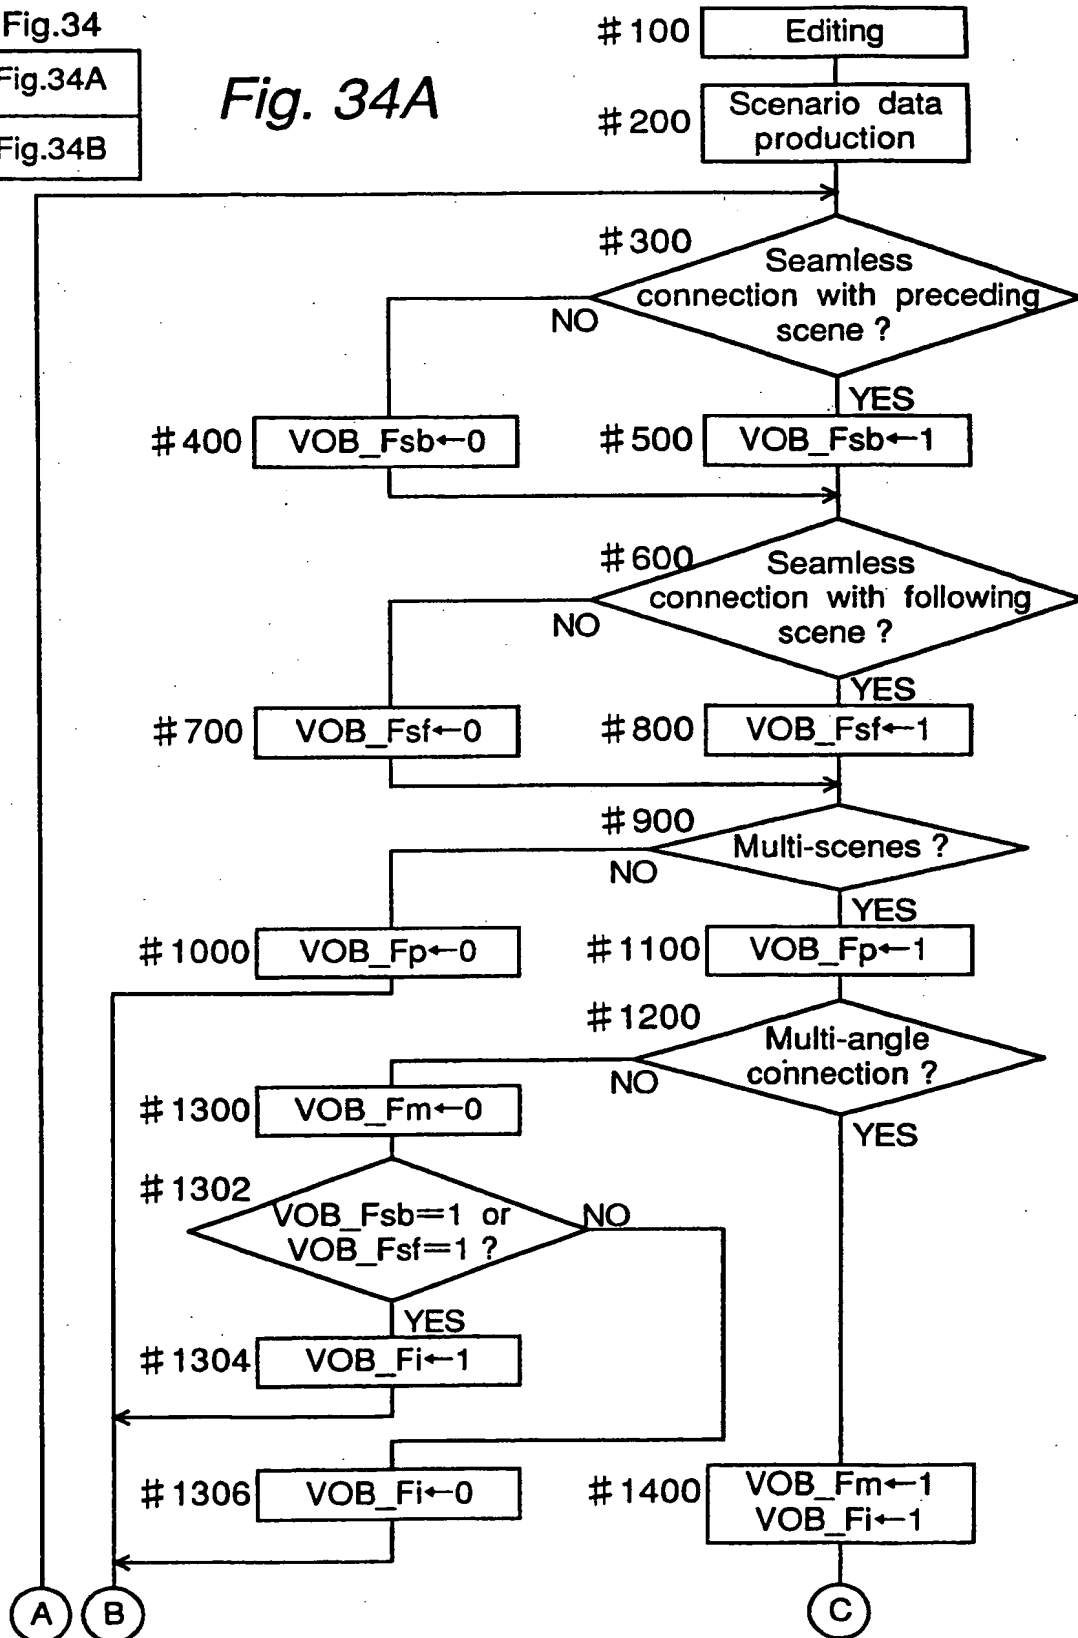 Fig.34
Fig.34A
Fig.34B
Fig. 34A
#100 Editing
#200 Scenario data
production
#300
Seamless
connection with preceding
scene ?
NO
YES
#400 VOB_Fsb←0
#500 VOB_Fsb←1
#600
Seamless
connection with following
scene ?
NO
YES
#700 VOB_Fsf←0
#800 VOB_Fsf←1
#900
Multi-scenes ?
NO
YES
#1000 VOB_Fp←0
#1100 VOB_Fp←1
#1200
Multi-angle
connection ?
NO
YES
#1300 VOB_Fm←0
#1302
VOB_Fsb=1 or
VOB_Fsf=1 ?
NO
YES
#1304 VOB_Fi←1
#1306 VOB_Fi←0
#1400 VOB_Fm←1
VOB_Fi←1
A
B
C